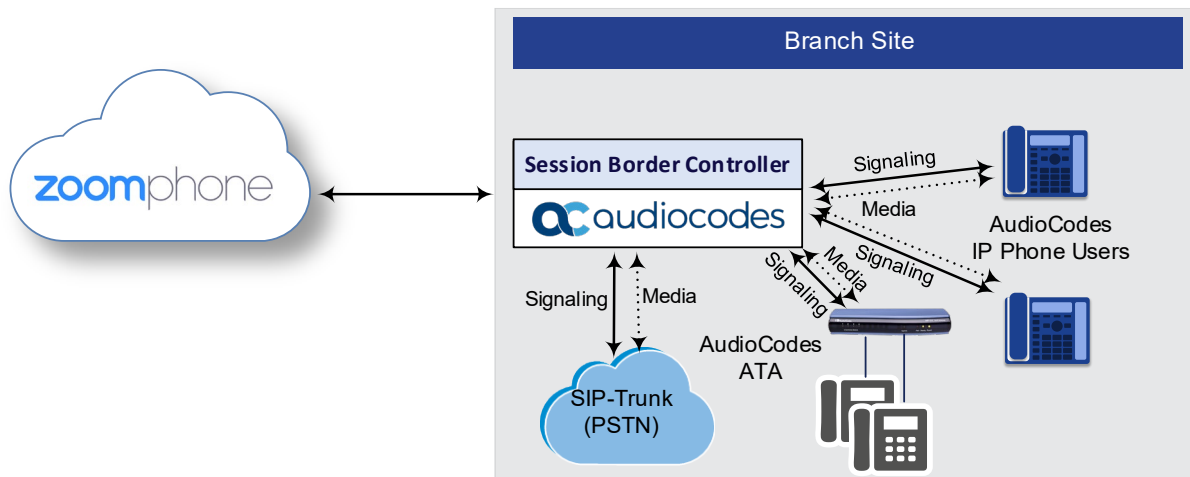 Branch Site
zoomphone
Session Border Controller
audiocodes
Signaling
Media
Signaling
AudioCodes
IP Phone Users
Signaling
Media
Signaling
Media
AudioCodes
ATA
SIP-Trunk
(PSTN)